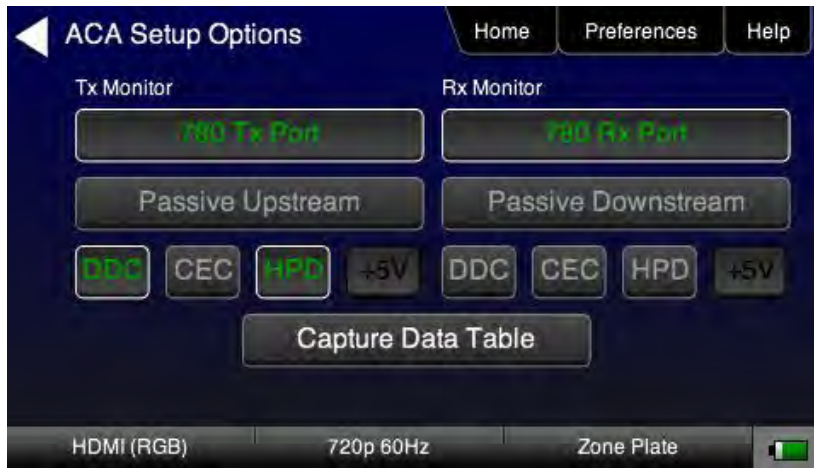 ACA Setup Options
Home
Preferences
Help
Tx Monitor
Rx Monitor
780 Tx Port
780 Rx Port
Passive Upstream
Passive Downstream
DDC
CEC
HPD
+5V
DDC
CEC
HPD
+5V
Capture Data Table
HDMI (RGB)
720p 60Hz
Zone Plate